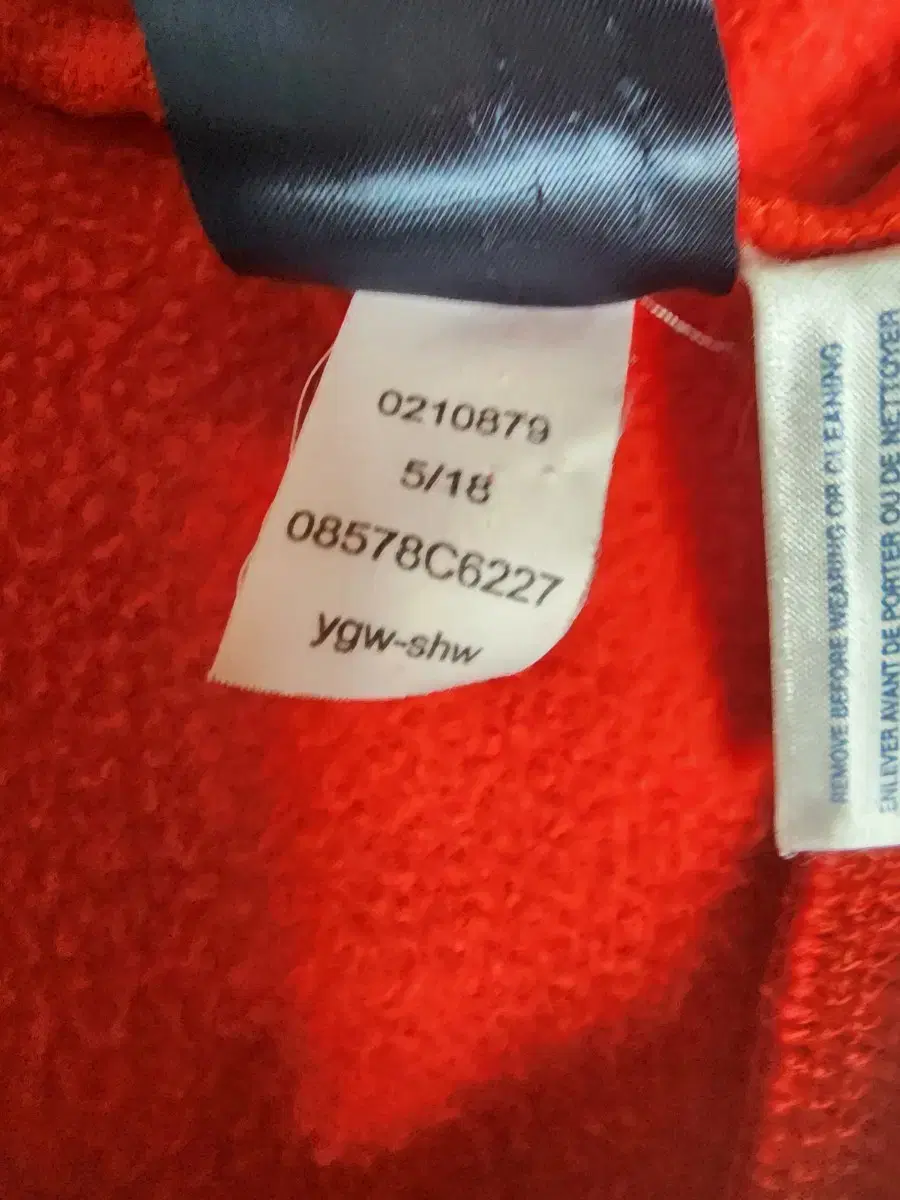 0210879
5/18
08578C6227
ygw-shw
REMOVE BEFORE WEARING OR CLEANING
ENLEVER AVANT DE PORTER OU DE NETTOYER